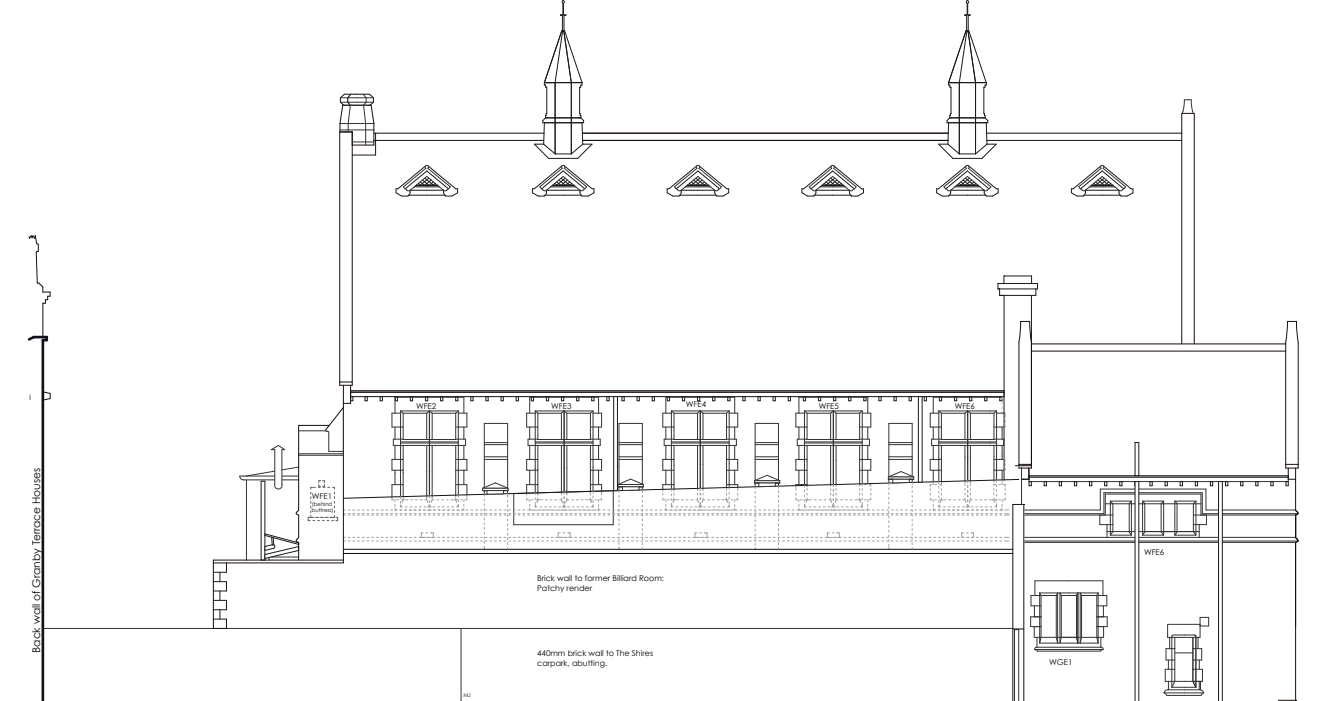 WFE2
WFE3
WFE4
WFE5
WFE6
WFE1
(behind
buttress)
Back wall of Granby Terrace Houses
WFE6
Brick wall to former Billiard Room:
Patchy render
440mm brick wall to The Shires
carpark, abutting.
WGE1
M2